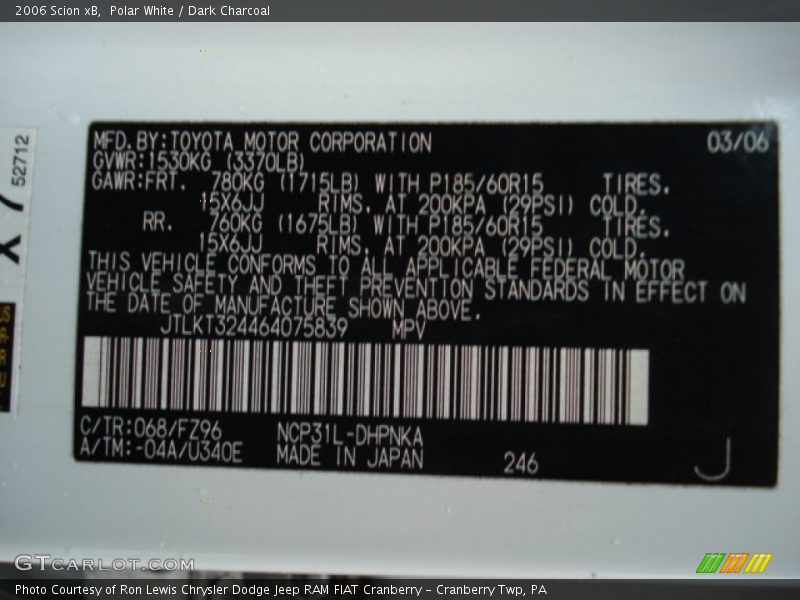 2006 Scion xB, Polar White / Dark Charcoal
MFD. BY: TOYOTA MOTOR CORPORATION 03/06
GVWR: 1530KG (3370LB)
GAWR: FRT. 780KG (1715LB) WITH P185/60R15 TIRES,
15X6JJ RIMS, AT 200KPA (29PSI) COLD.
RR. 760KG (1675LB) WITH P185/60R15 TIRES,
15X6JJ RIMS, AT 200KPA (29PSI) COLD.
THIS VEHICLE CONFORMS TO ALL APPLICABLE FEDERAL MOTOR
VEHICLE SAFETY AND THEFT PREVENTION STANDARDS IN EFFECT ON
THE DATE OF MANUFACTURE SHOWN ABOVE.
JTLKT324464075839 MPV
C/TR: 068/FZ96 NCP31L-DHPNKA
A/TM: -04A/U340E MADE IN JAPAN 246 J
52712
X 7
GTCARLOT.COM
Photo Courtesy of Ron Lewis Chrysler Dodge Jeep RAM FIAT Cranberry – Cranberry Twp, PA